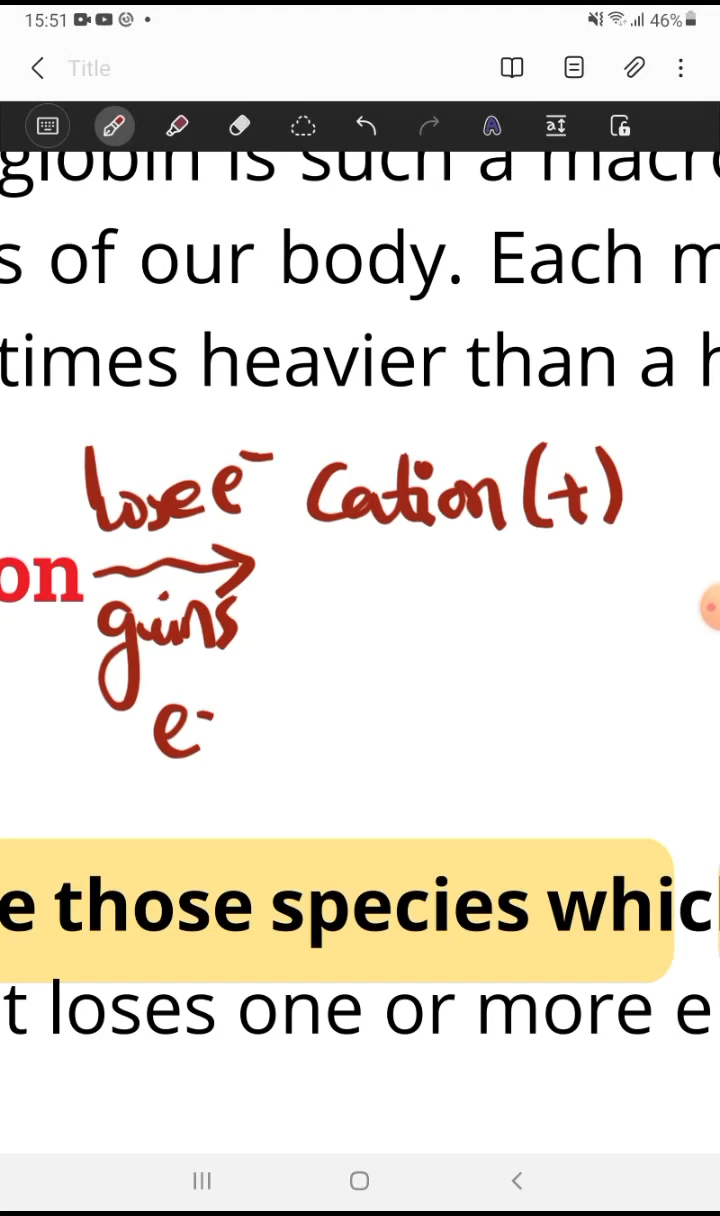 15:51 46%
Title
globin is such a macro
s of our body. Each m
times heavier than a h
lose e⁻ Cation (+)
on
gains
e⁻
e those species whic
t loses one or more e